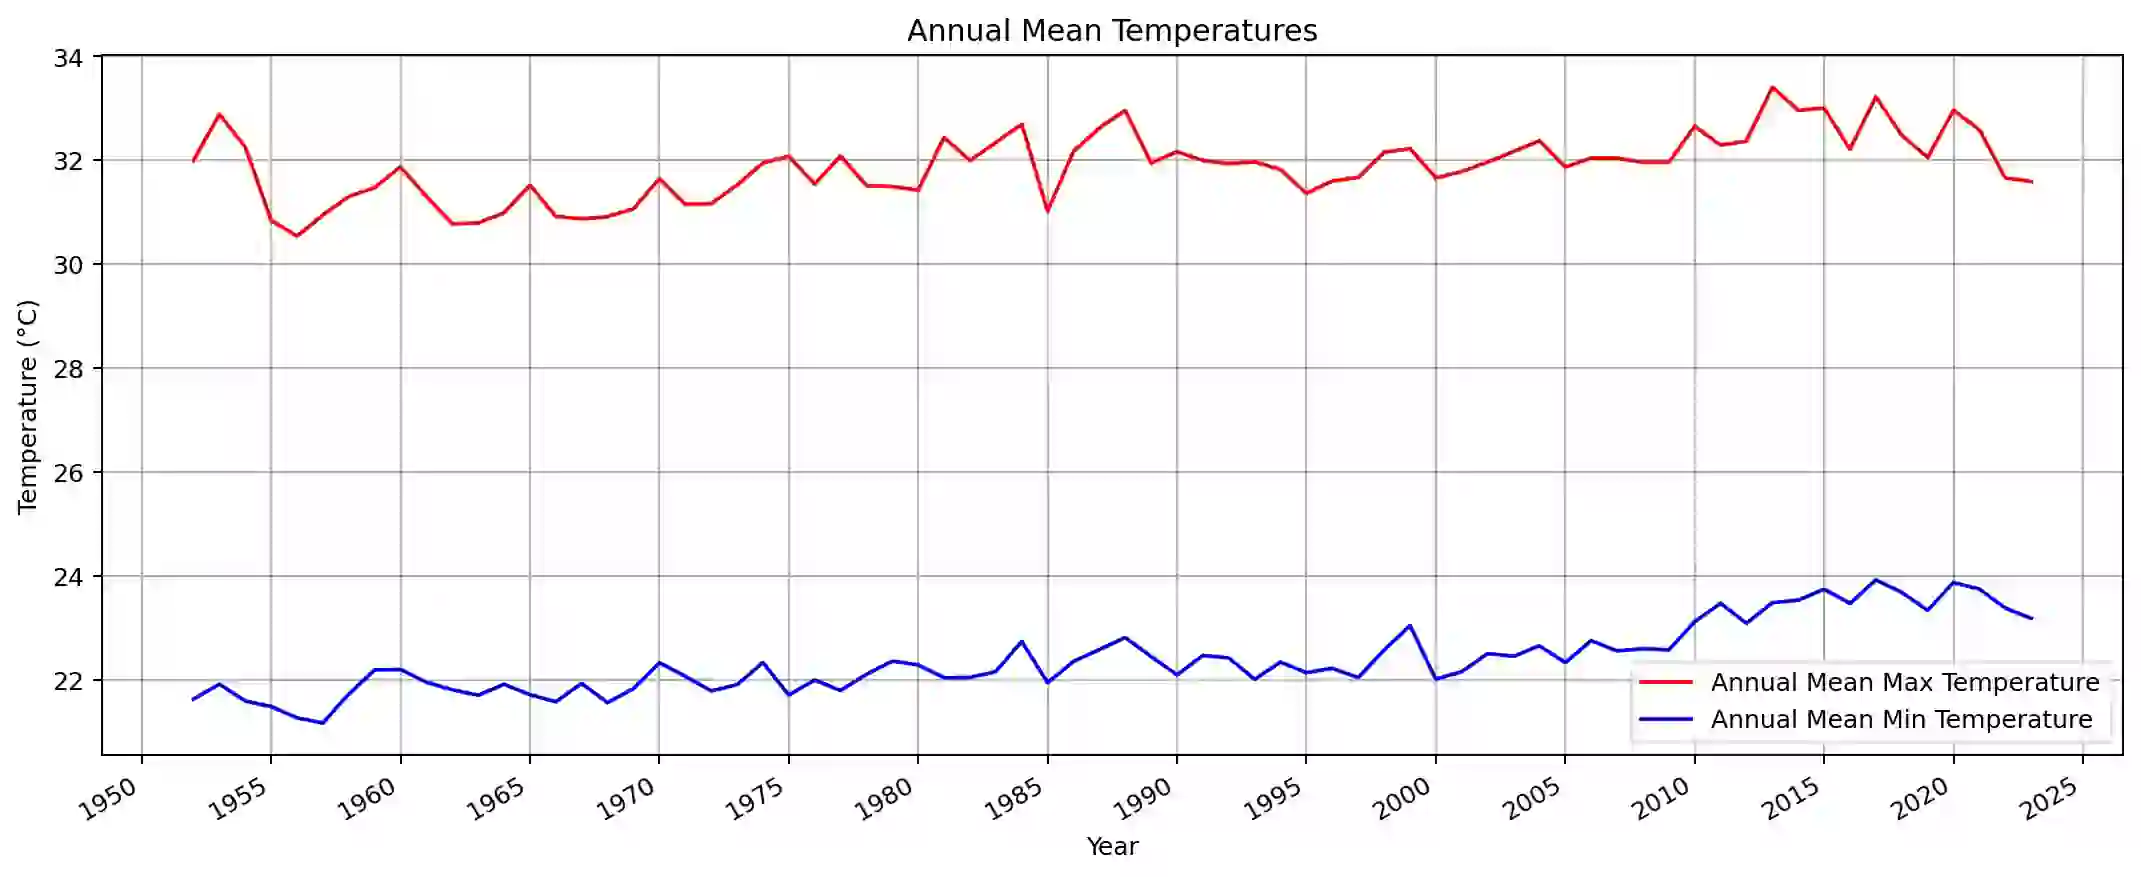 Annual Mean Temperatures
34
32
30
28
26
24
22
Temperature (°C)
Annual Mean Max Temperature
Annual Mean Min Temperature
1950 1955 1960 1965 1970 1975 1980 1985 1990 1995 2000 2005 2010 2015 2020 2025
Year